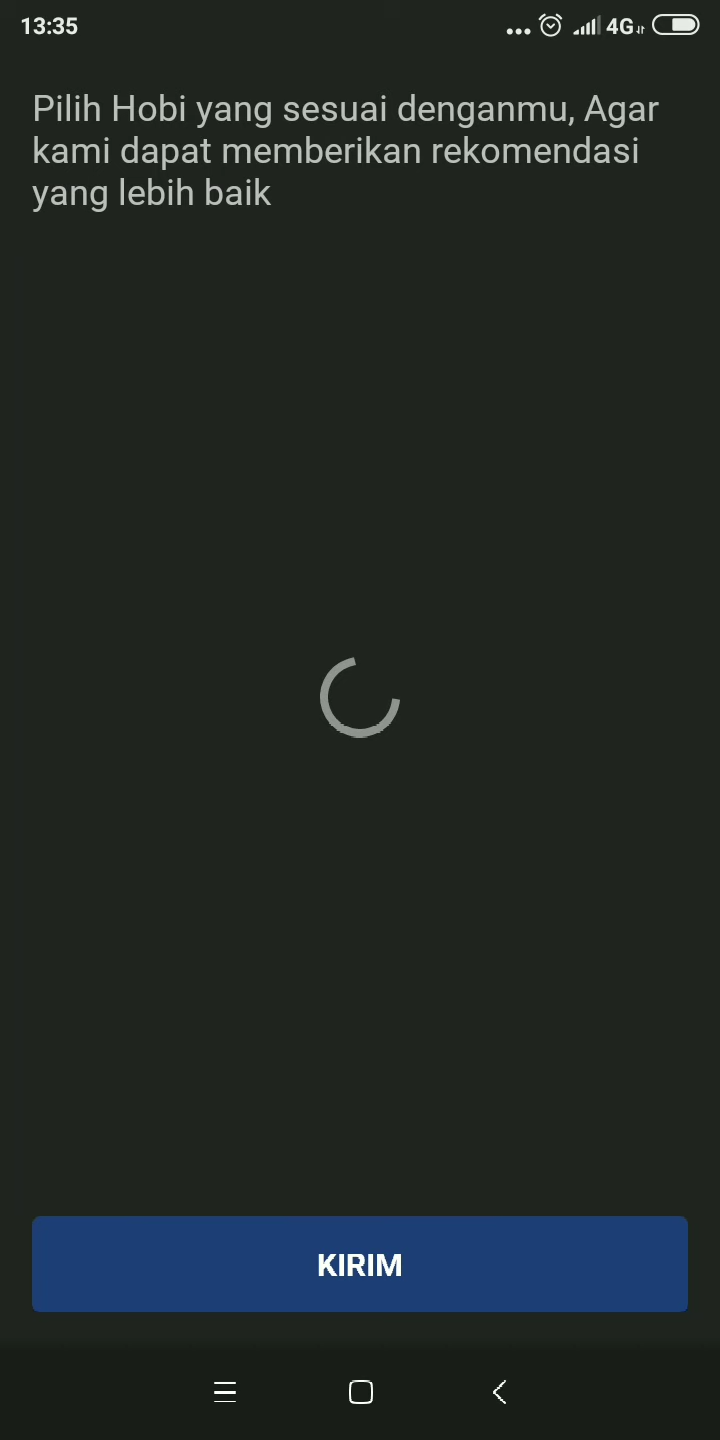 13:35
4G
Pilih Hobi yang sesuai denganmu, Agar
kami dapat memberikan rekomendasi
yang lebih baik
KIRIM